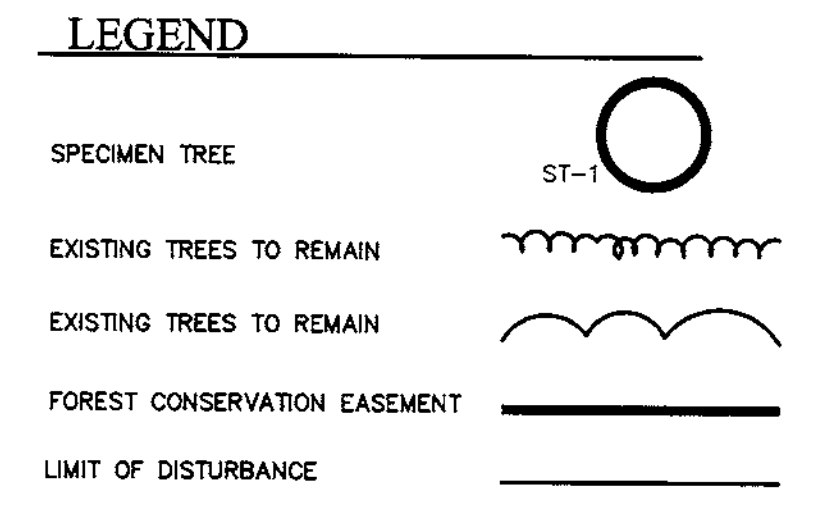 LEGEND
SPECIMEN TREE
ST-1
EXISTING TREES TO REMAIN
EXISTING TREES TO REMAIN
FOREST CONSERVATION EASEMENT
LIMIT OF DISTURBANCE